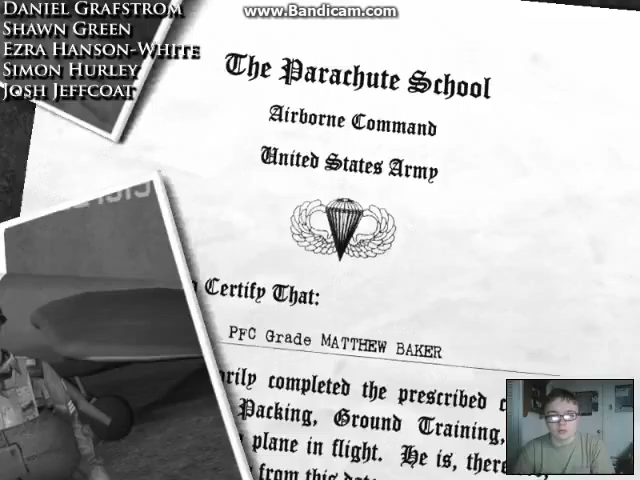 www.Bandicam.com
Daniel Grafstrom
Shawn Green
Ezra Hanson-White
Simon Hurley
Josh Jeffcoat
The Parachute School
Airborne Command
United States Army
Certify That:
PFC Grade MATTHEW BAKER
completed the prescribed
Packing, Ground Training,
plane in flight. He is,
from this